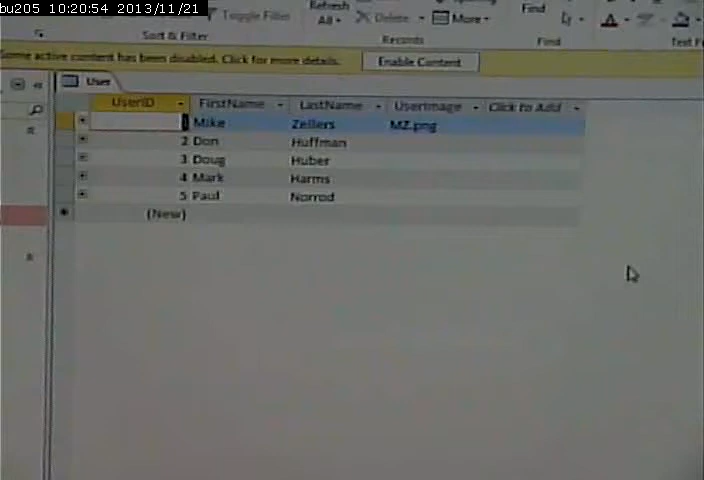 bu205 10:20:54 2013/11/21
Toggle Filter
Refresh
All
Delete
More
Find
Sort & Filter
Records
Find
Some active content has been disabled. Click for more details.
Enable Content
User
UserID FirstName LastName UserImage Click to Add
1 Mike Zellers MZ.png
2 Don Huffman
3 Doug Huber
4 Mark Harms
5 Paul Norrod
(New)